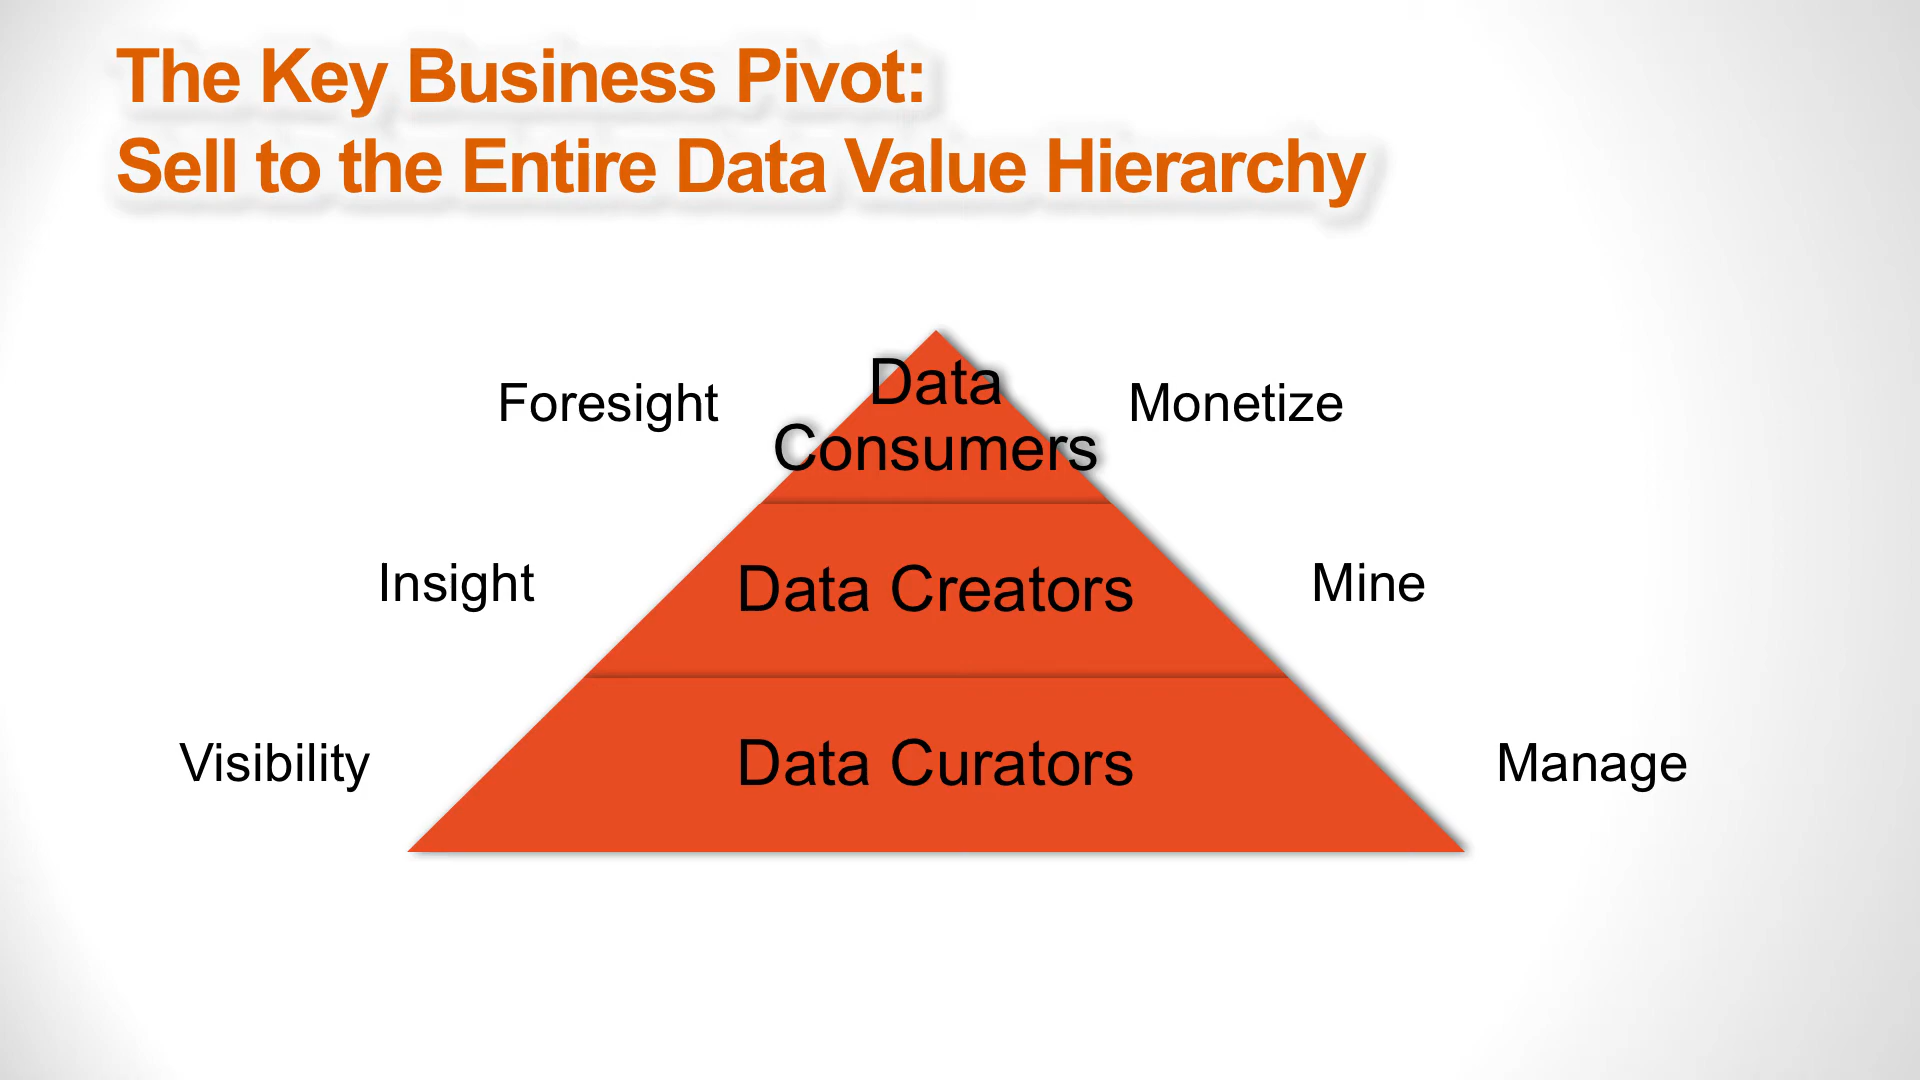 The Key Business Pivot:
Sell to the Entire Data Value Hierarchy
Foresight
Data
Consumers
Monetize
Insight
Data Creators
Mine
Visibility
Data Curators
Manage